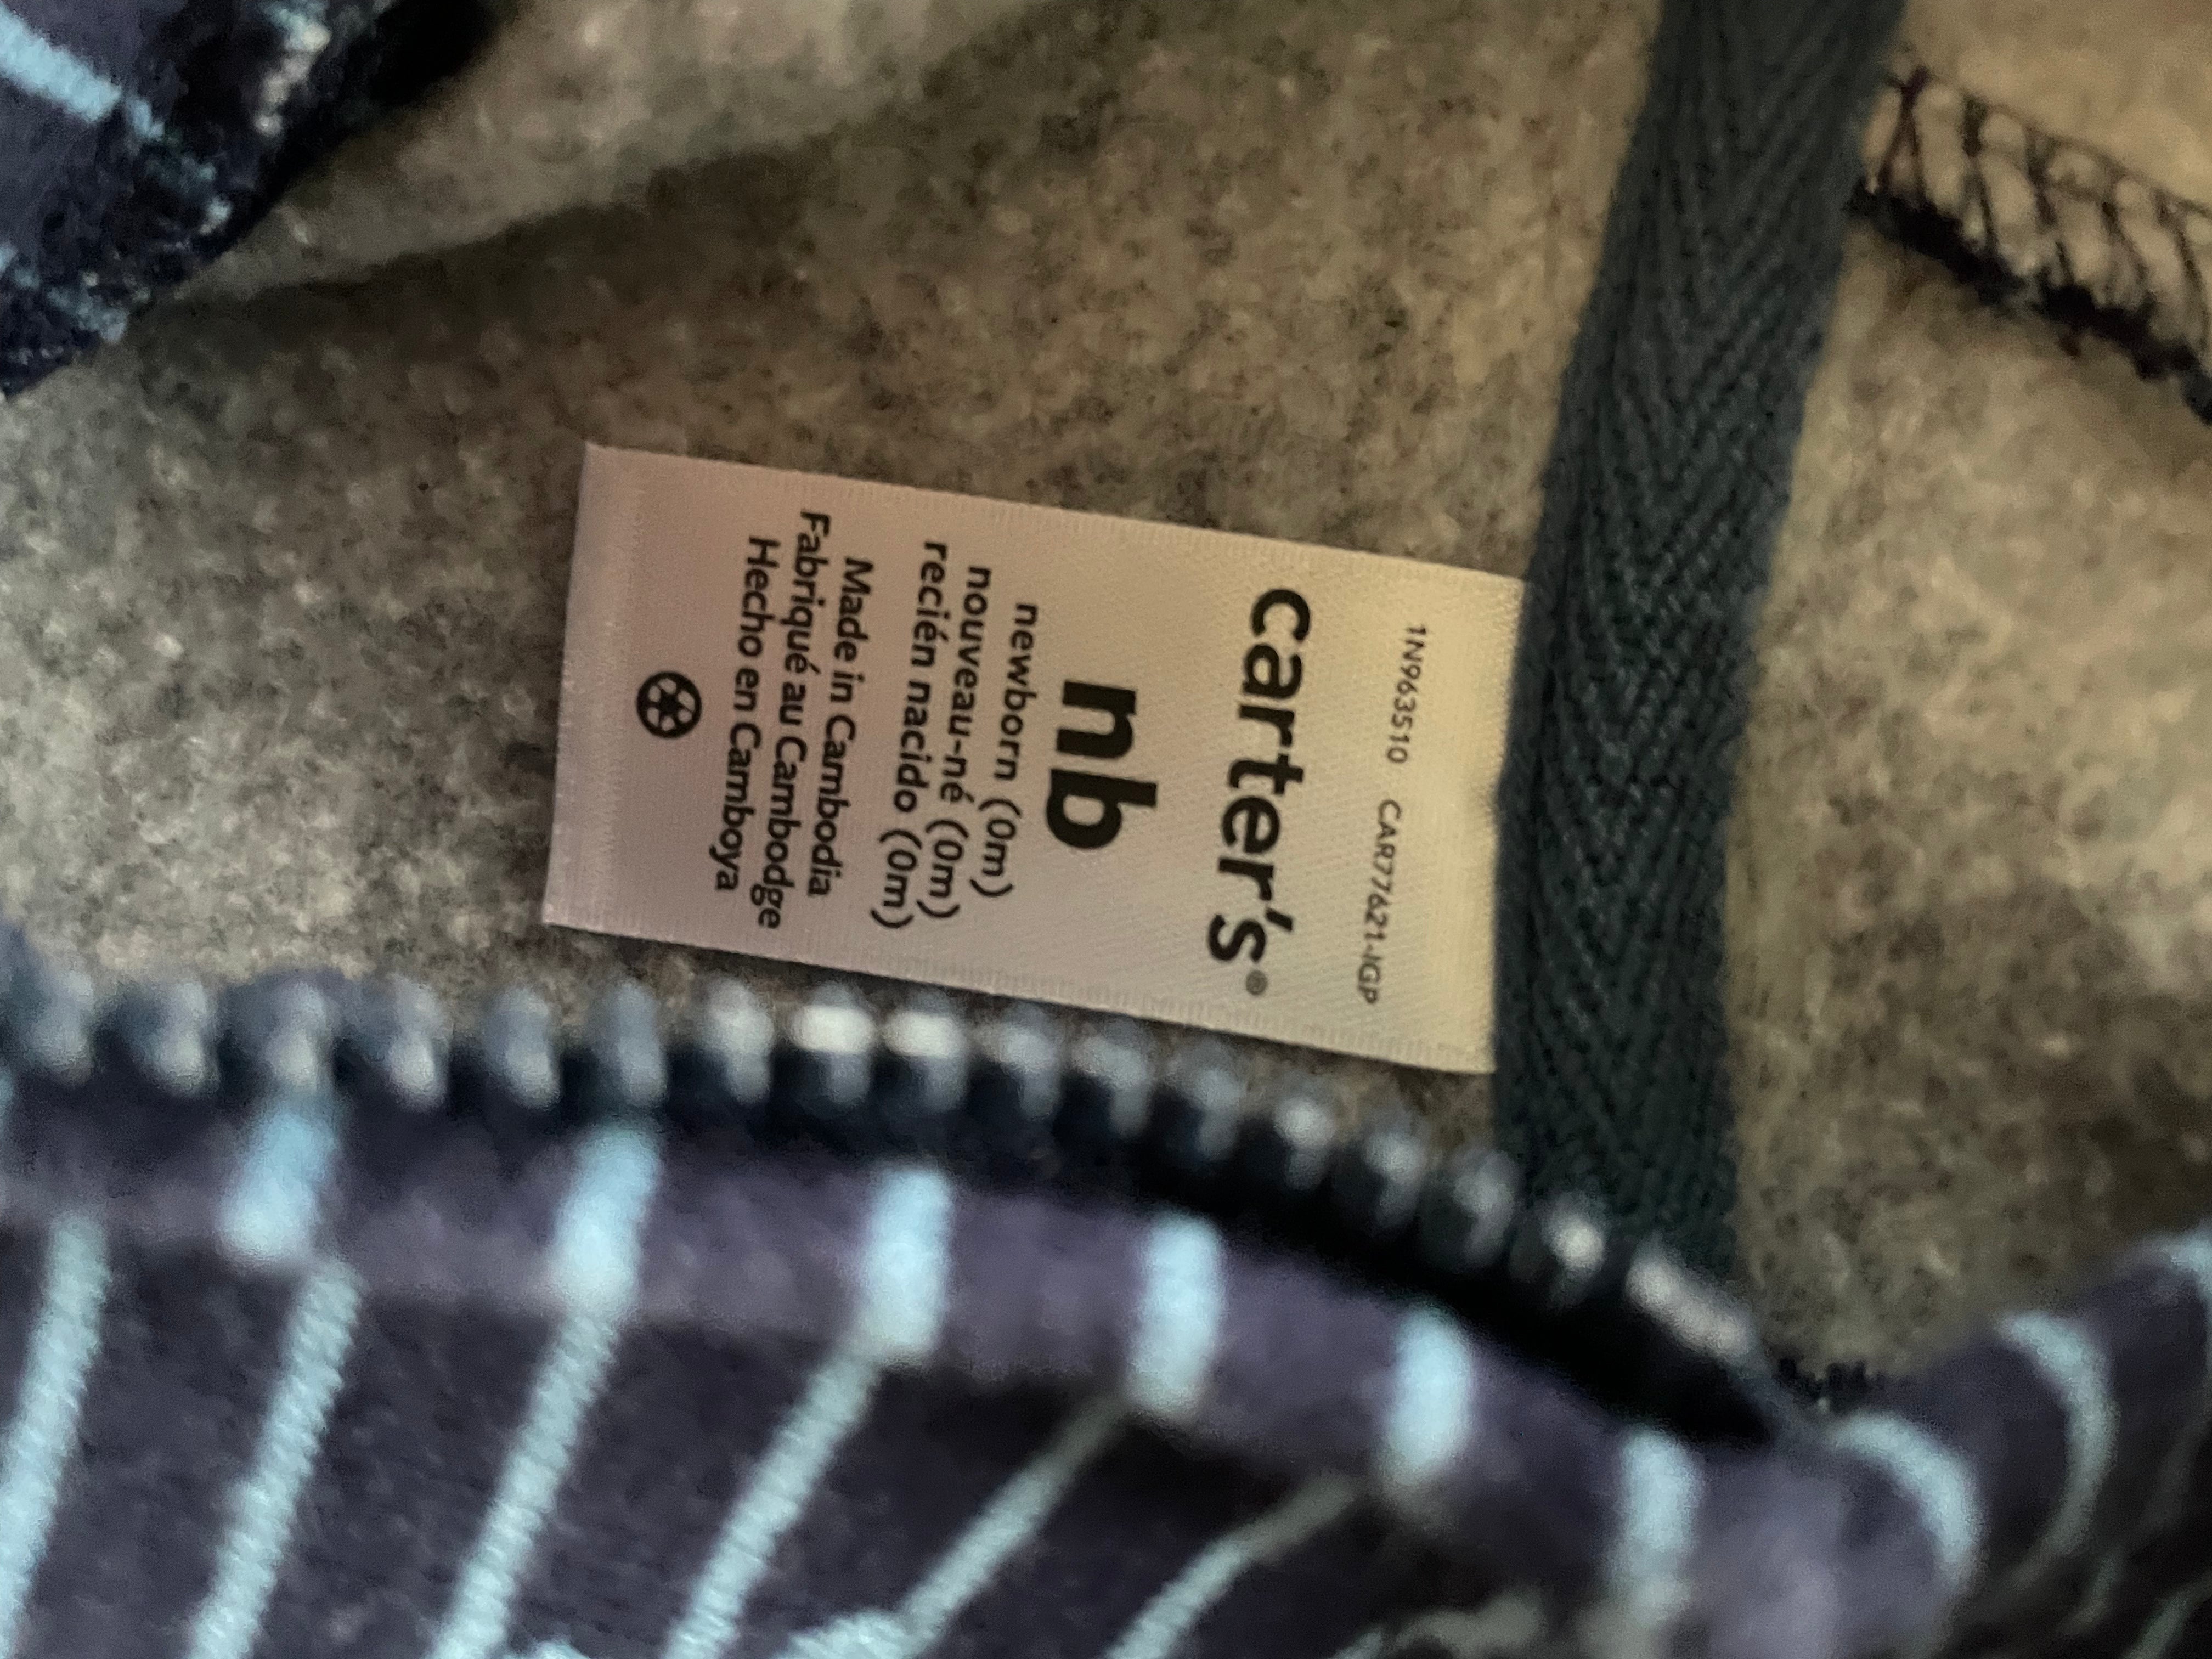 1N963510 CAR77621-IGP
carter's®
nb
newborn (0m)
nouveau-né (0m)
recién nacido (0m)
Made in Cambodia
Fabriqué au Cambodge
Hecho en Camboya